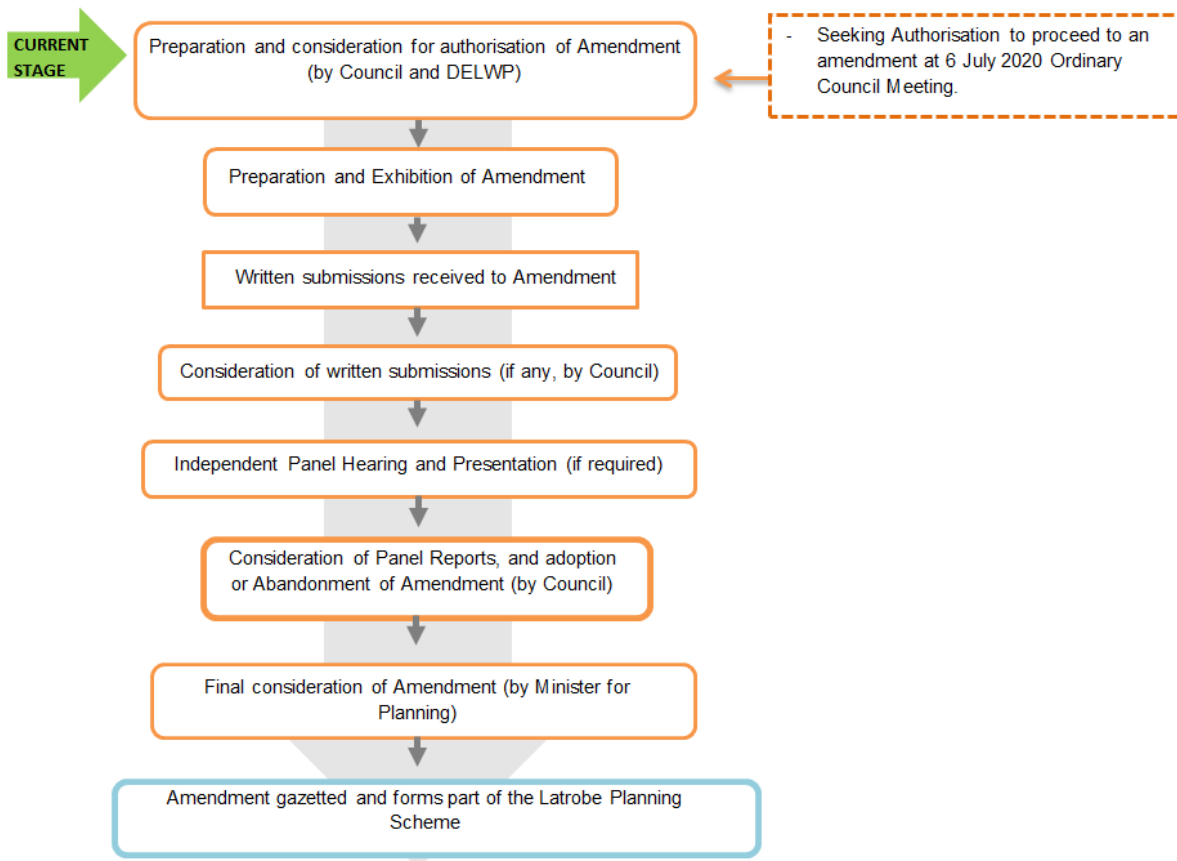 CURRENT
STAGE
Preparation and consideration for authorisation of Amendment
(by Council and DELWP)
- Seeking Authorisation to proceed to an
amendment at 6 July 2020 Ordinary
Council Meeting.
Preparation and Exhibition of Amendment
Written submissions received to Amendment
Consideration of written submissions (if any, by Council)
Independent Panel Hearing and Presentation (if required)
Consideration of Panel Reports, and adoption
or Abandonment of Amendment (by Council)
Final consideration of Amendment (by Minister for
Planning)
Amendment gazetted and forms part of the Latrobe Planning
Scheme